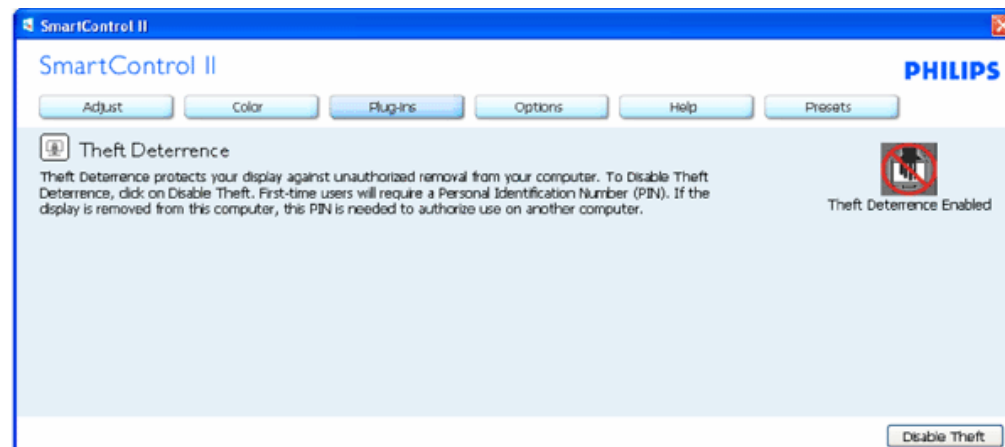 SmartControl II
SmartControl II
PHILIPS
Adjust Color Plug-Ins Options Help Presets
Theft Deterrence
Theft Deterrence protects your display against unauthorized removal from your computer. To Disable Theft
Deterrence, click on Disable Theft. First-time users will require a Personal Identification Number (PIN). If the
display is removed from this computer, this PIN is needed to authorize use on another computer.
Theft Deterrence Enabled
Disable Theft